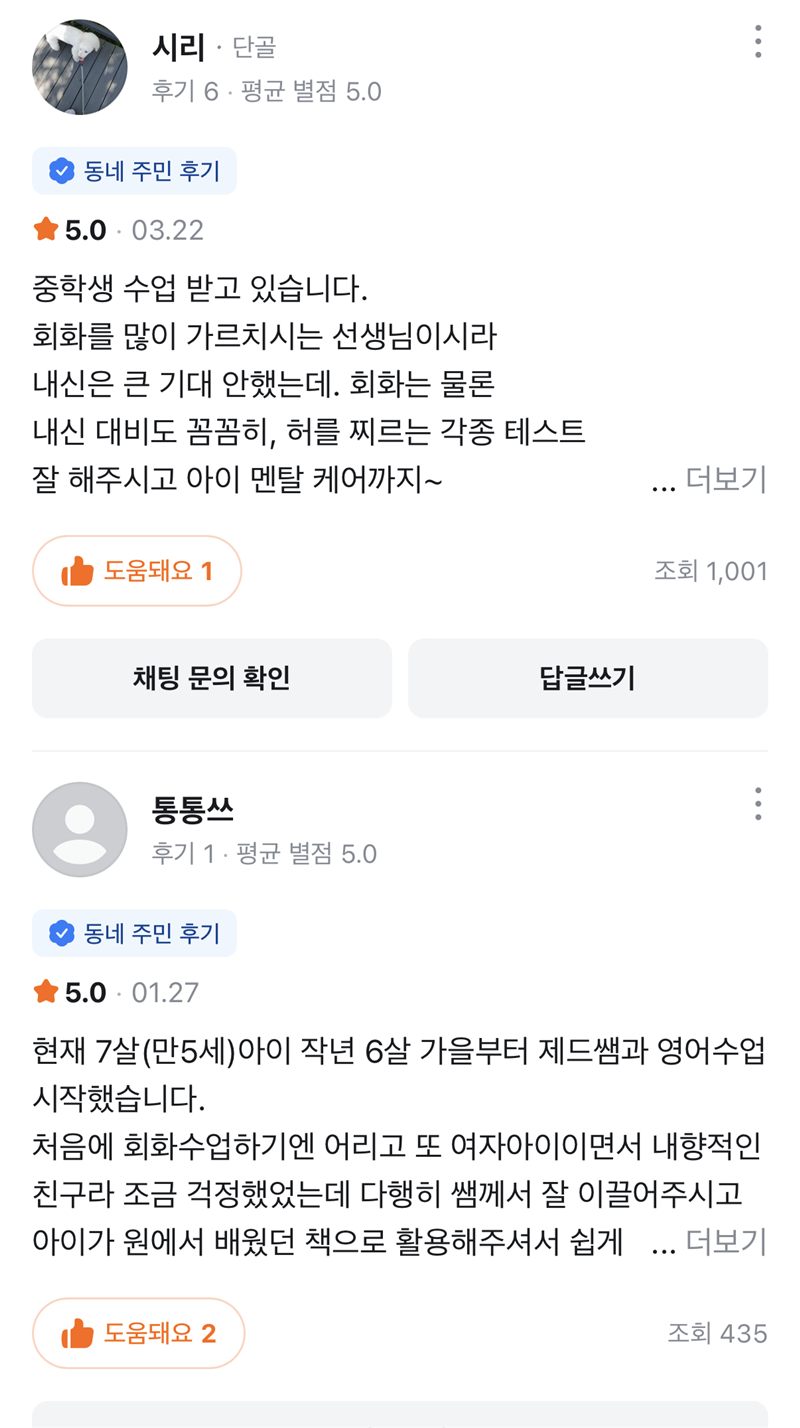 시리 · 단골
후기 6 · 평균 별점 5.0
동네 주민 후기
5.0 · 03.22
중학생 수업 받고 있습니다.
회화를 많이 가르치시는 선생님이시라
내신은 큰 기대 안했는데. 회화는 물론
내신 대비도 꼼꼼히, 허를 찌르는 각종 테스트
잘 해주시고 아이 멘탈 케어까지~ ... 더보기
도움돼요 1 조회 1,001
채팅 문의 확인 답글쓰기
통통쓰
후기 1 · 평균 별점 5.0
동네 주민 후기
5.0 · 01.27
현재 7살(만5세)아이 작년 6살 가을부터 제드쌤과 영어수업
시작했습니다.
처음에 회화수업하기엔 어리고 또 여자아이이면서 내향적인
친구라 조금 걱정했었는데 다행히 쌤께서 잘 이끌어주시고
아이가 원에서 배웠던 책으로 활용해주셔서 쉽게 ... 더보기
도움돼요 2 조회 435